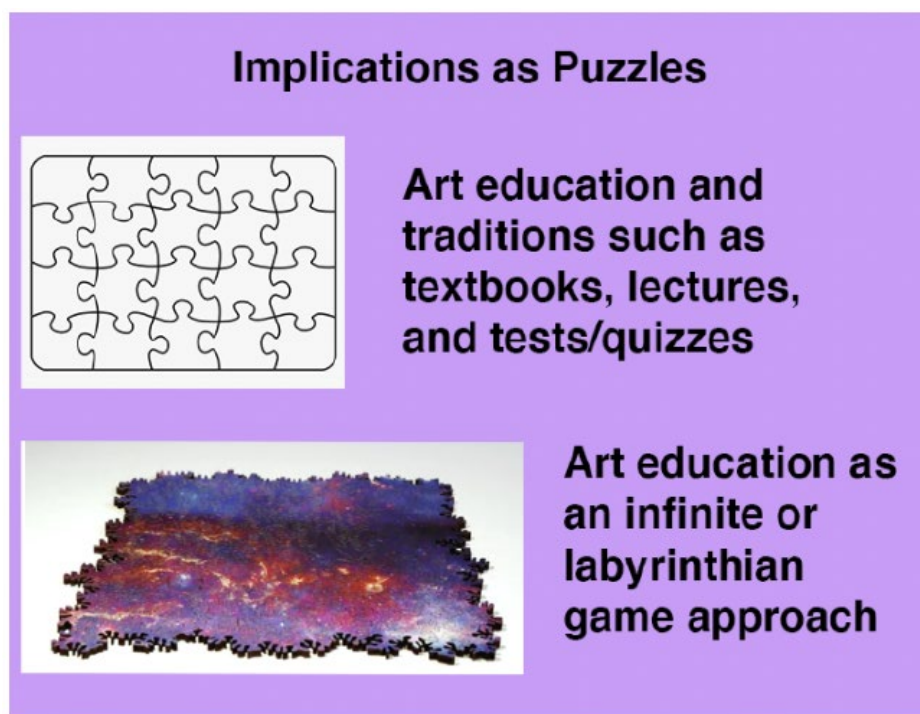 Implications as Puzzles
Art education and
traditions such as
textbooks, lectures,
and tests/quizzes
Art education as
an infinite or
labyrinthian
game approach